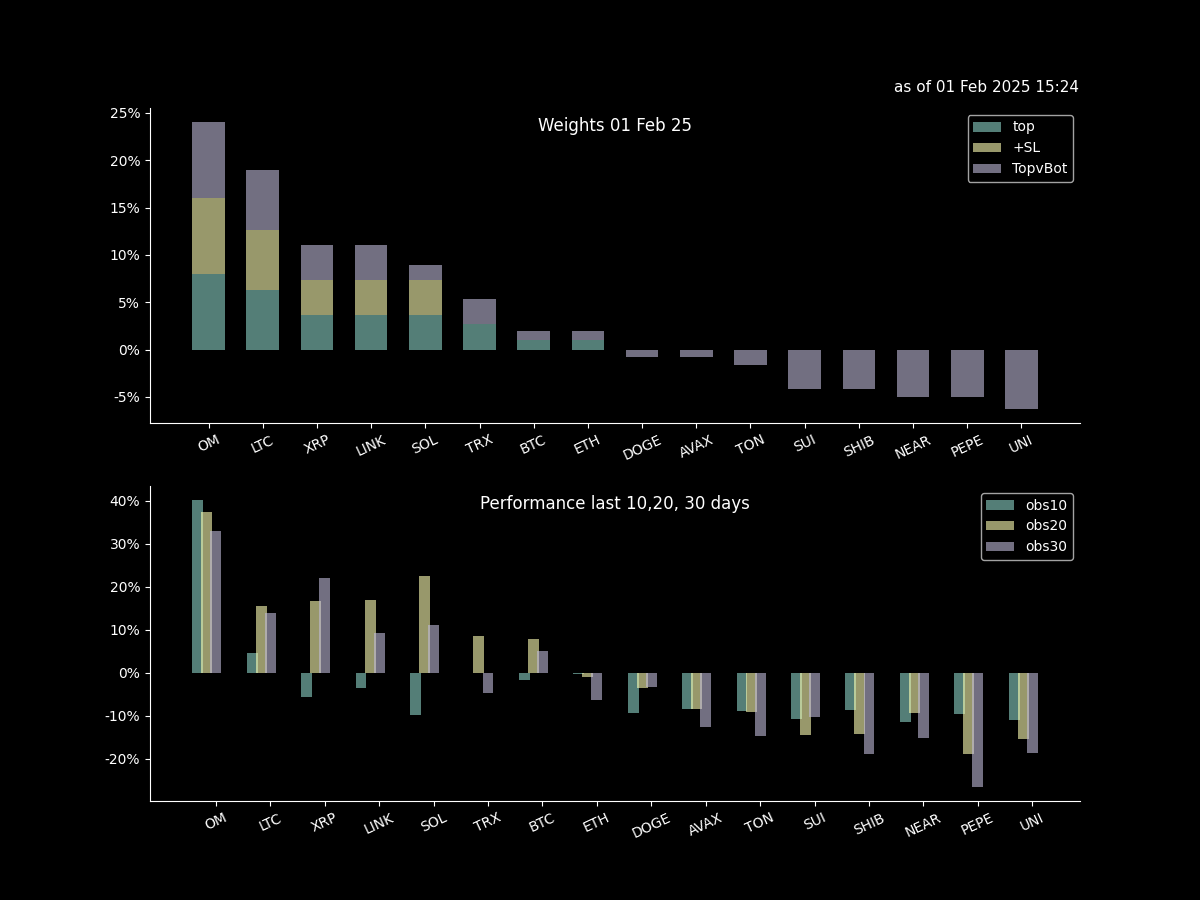 as of 01 Feb 2025 15:24
Weights 01 Feb 25
top
+SL
TopvBot
25%
20%
15%
10%
5%
0%
-5%
OM LTC XRP LINK SOL TRX BTC ETH DOGE AVAX TON SUI SHIB NEAR PEPE UNI
Performance last 10,20, 30 days
obs10
obs20
obs30
40%
30%
20%
10%
0%
-10%
-20%
OM LTC XRP LINK SOL TRX BTC ETH DOGE AVAX TON SUI SHIB NEAR PEPE UNI